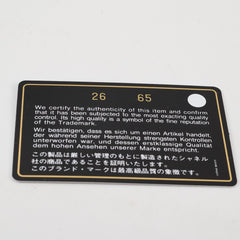 26 65
We certify the authenticity of this item and confirm
that it has been subjected to the most exacting quality
control. Its high quality is a symbol of the fine reputation
of the Trademark.
Wir bestätigen, dass es sich um einen Artikel handelt,
der während seiner Herstellung strengsten Kontrollen
unterworfen war, und dessen erstklassige Qualität
dem hohen Ansehen unserer Marke entspricht.
この製品は厳しい管理のもとに製造されたシャネル
社の商品である事を証明いたします。
このブランド・マークは最高級品質の象徴です。